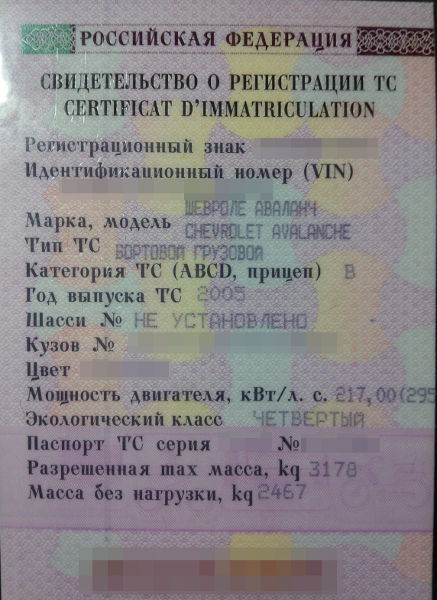 РОССИЙСКАЯ ФЕДЕРАЦИЯ
СВИДЕТЕЛЬСТВО О РЕГИСТРАЦИИ ТС
CERTIFICAT D'IMMATRICULATION
Регистрационный знак
Идентификационный номер (VIN)
ШЕВРОЛЕ АВАЛАНЧ
Марка, модель CHEVROLET AVALANCHE
Тип ТС БОРТОВОЙ ГРУЗОВОЙ
Категория ТС (ABCD, прицеп) B
Год выпуска ТС 2005
Шасси № НЕ УСТАНОВЛЕНО
Кузов №
Цвет
Мощность двигателя, кВт/л. с. 217,00(295
Экологический класс ЧЕТВЕРТЫЙ
Паспорт ТС серия №
Разрешенная max масса, kg 3178
Масса без нагрузки, kg 2467